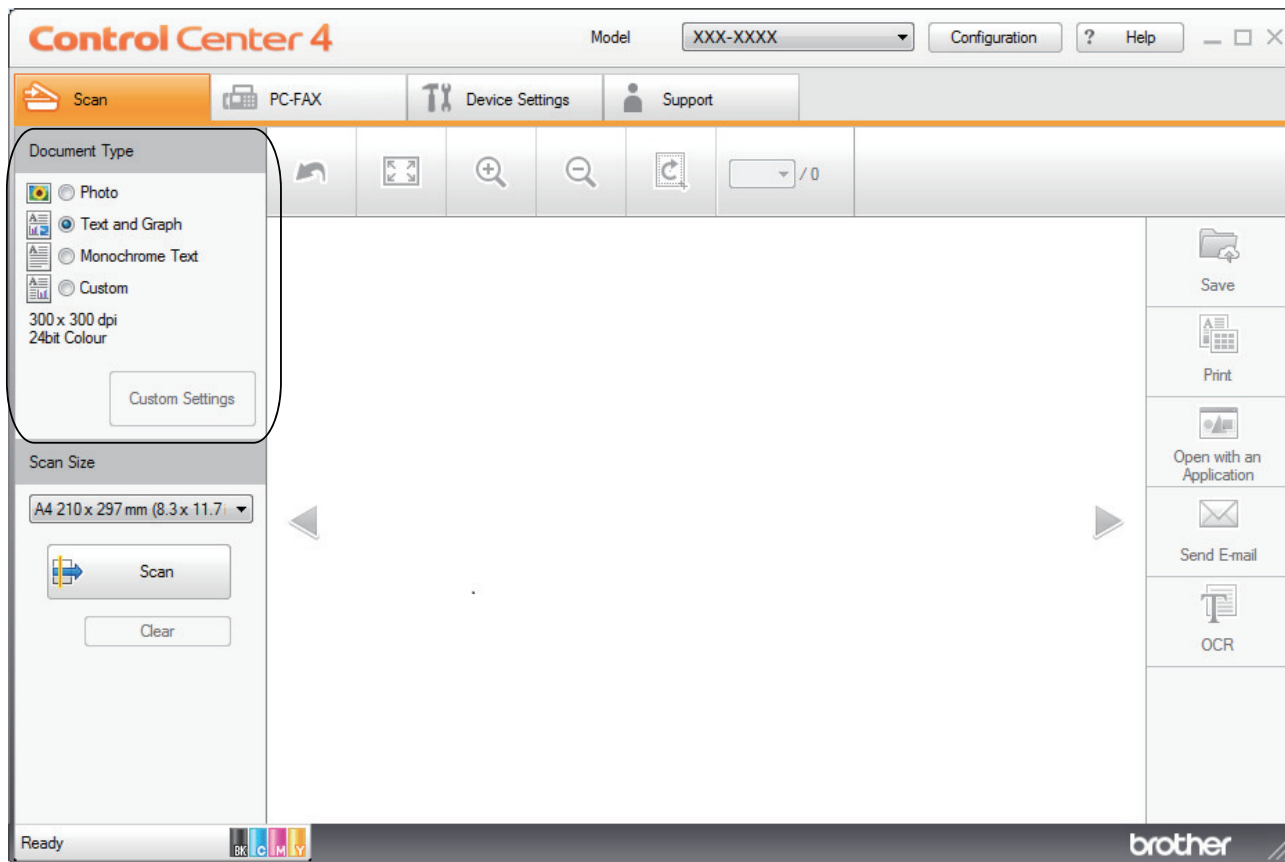 Control Center 4
Model XXX-XXXX Configuration ? Help
Scan PC-FAX Device Settings Support
Document Type
Photo
Text and Graph
Monochrome Text
Custom
300 x 300 dpi
24bit Colour
Custom Settings
/ 0
Scan Size
A4 210 x 297 mm (8.3 x 11.7
Scan
Clear
Save
Print
Open with an
Application
Send E-mail
OCR
Ready
BK C M Y
brother